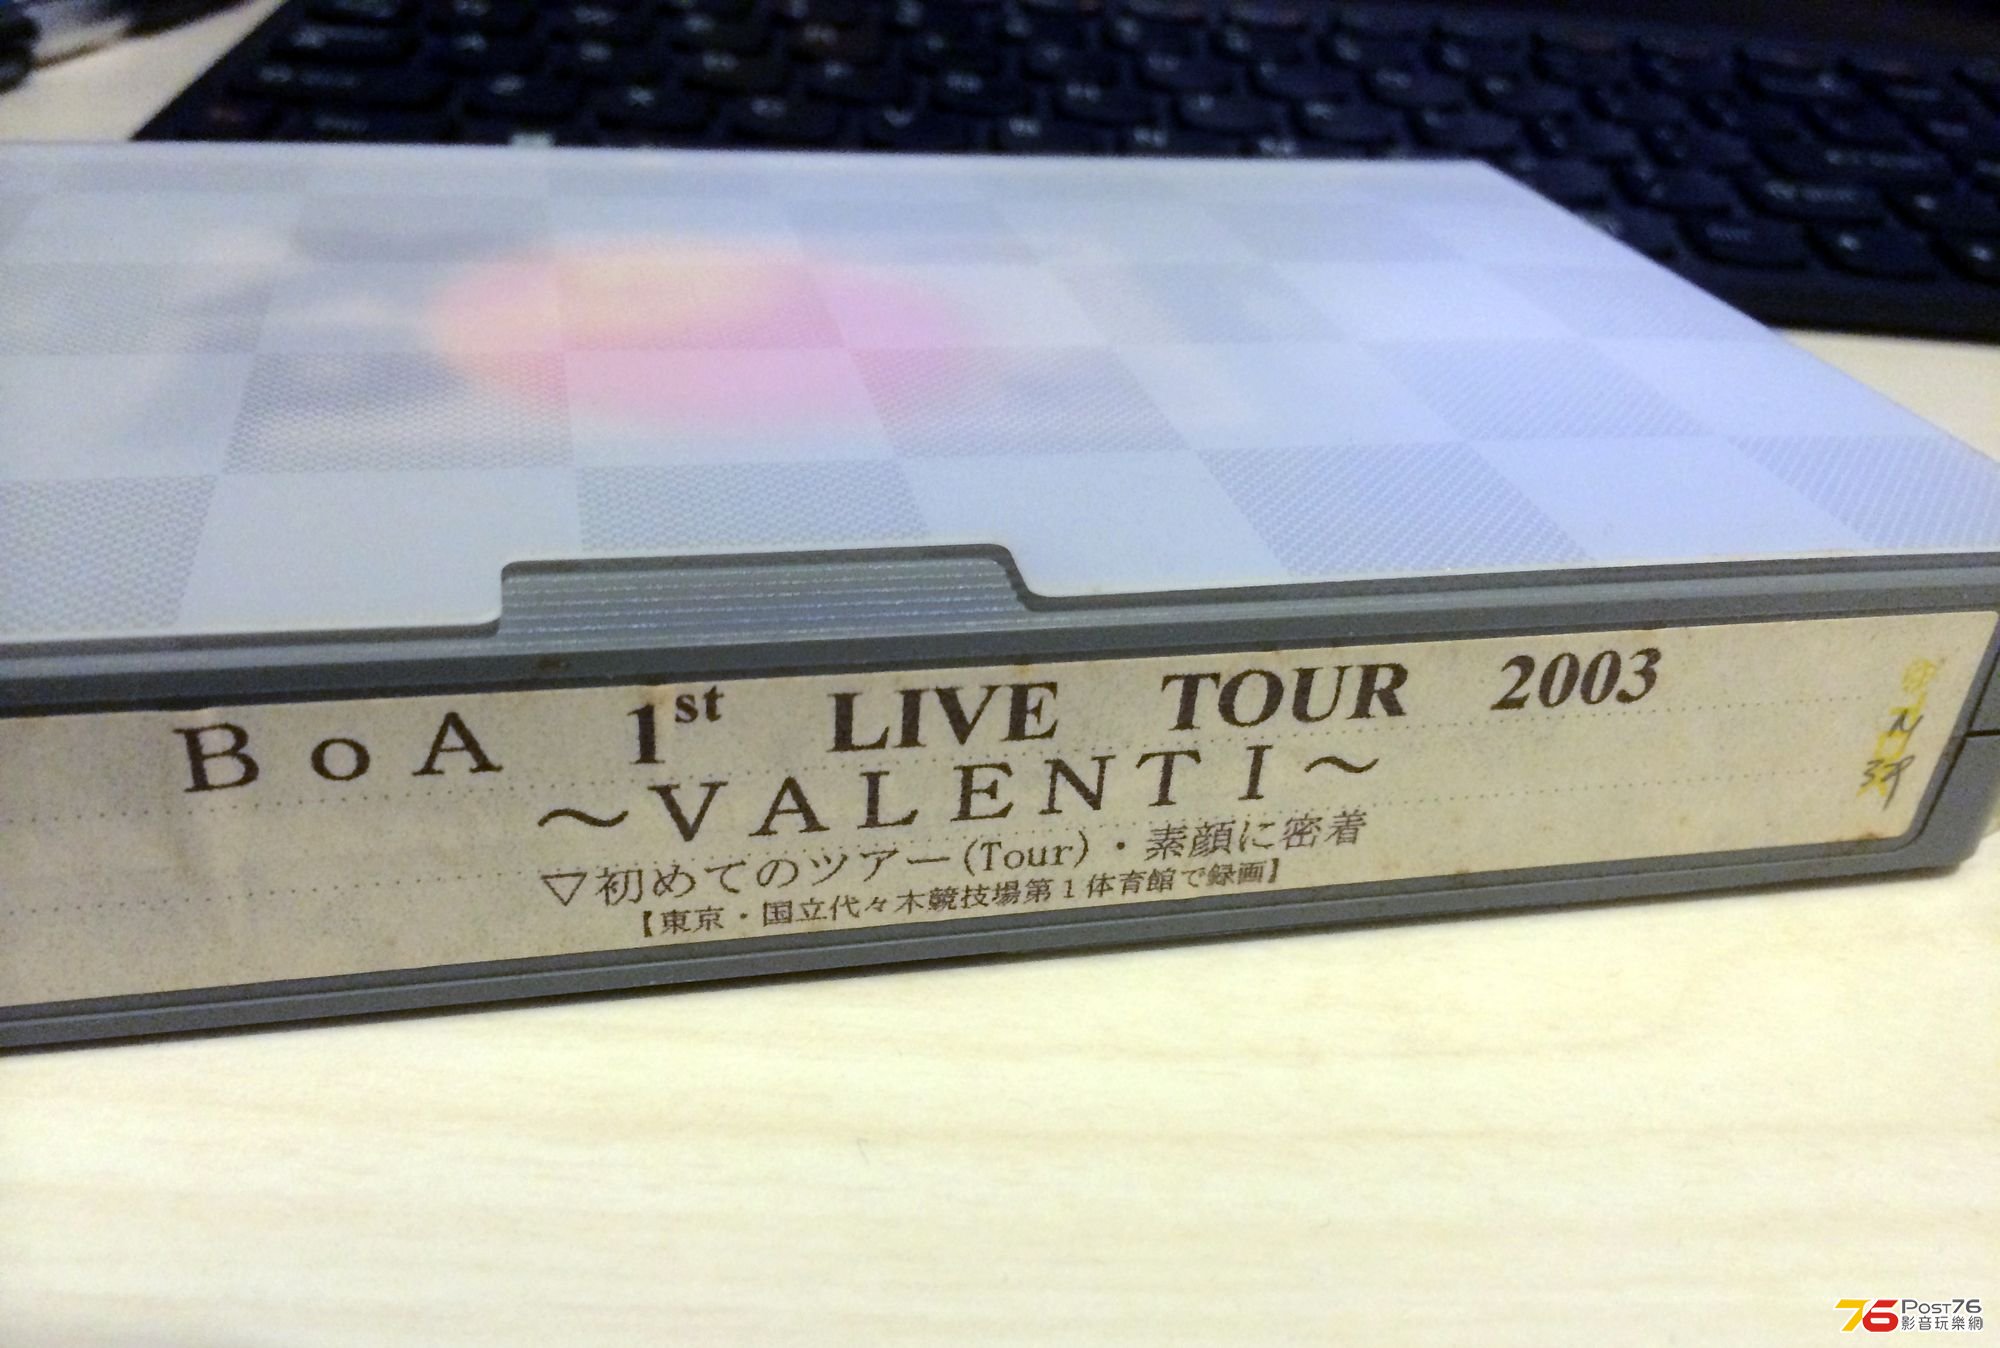 BoA 1st LIVE TOUR 2003
～VALENTI～
▽初めてのツアー(Tour)・素顔に密着
【東京・国立代々木競技場第1体育館で録画】
76 POST76
影音玩樂網